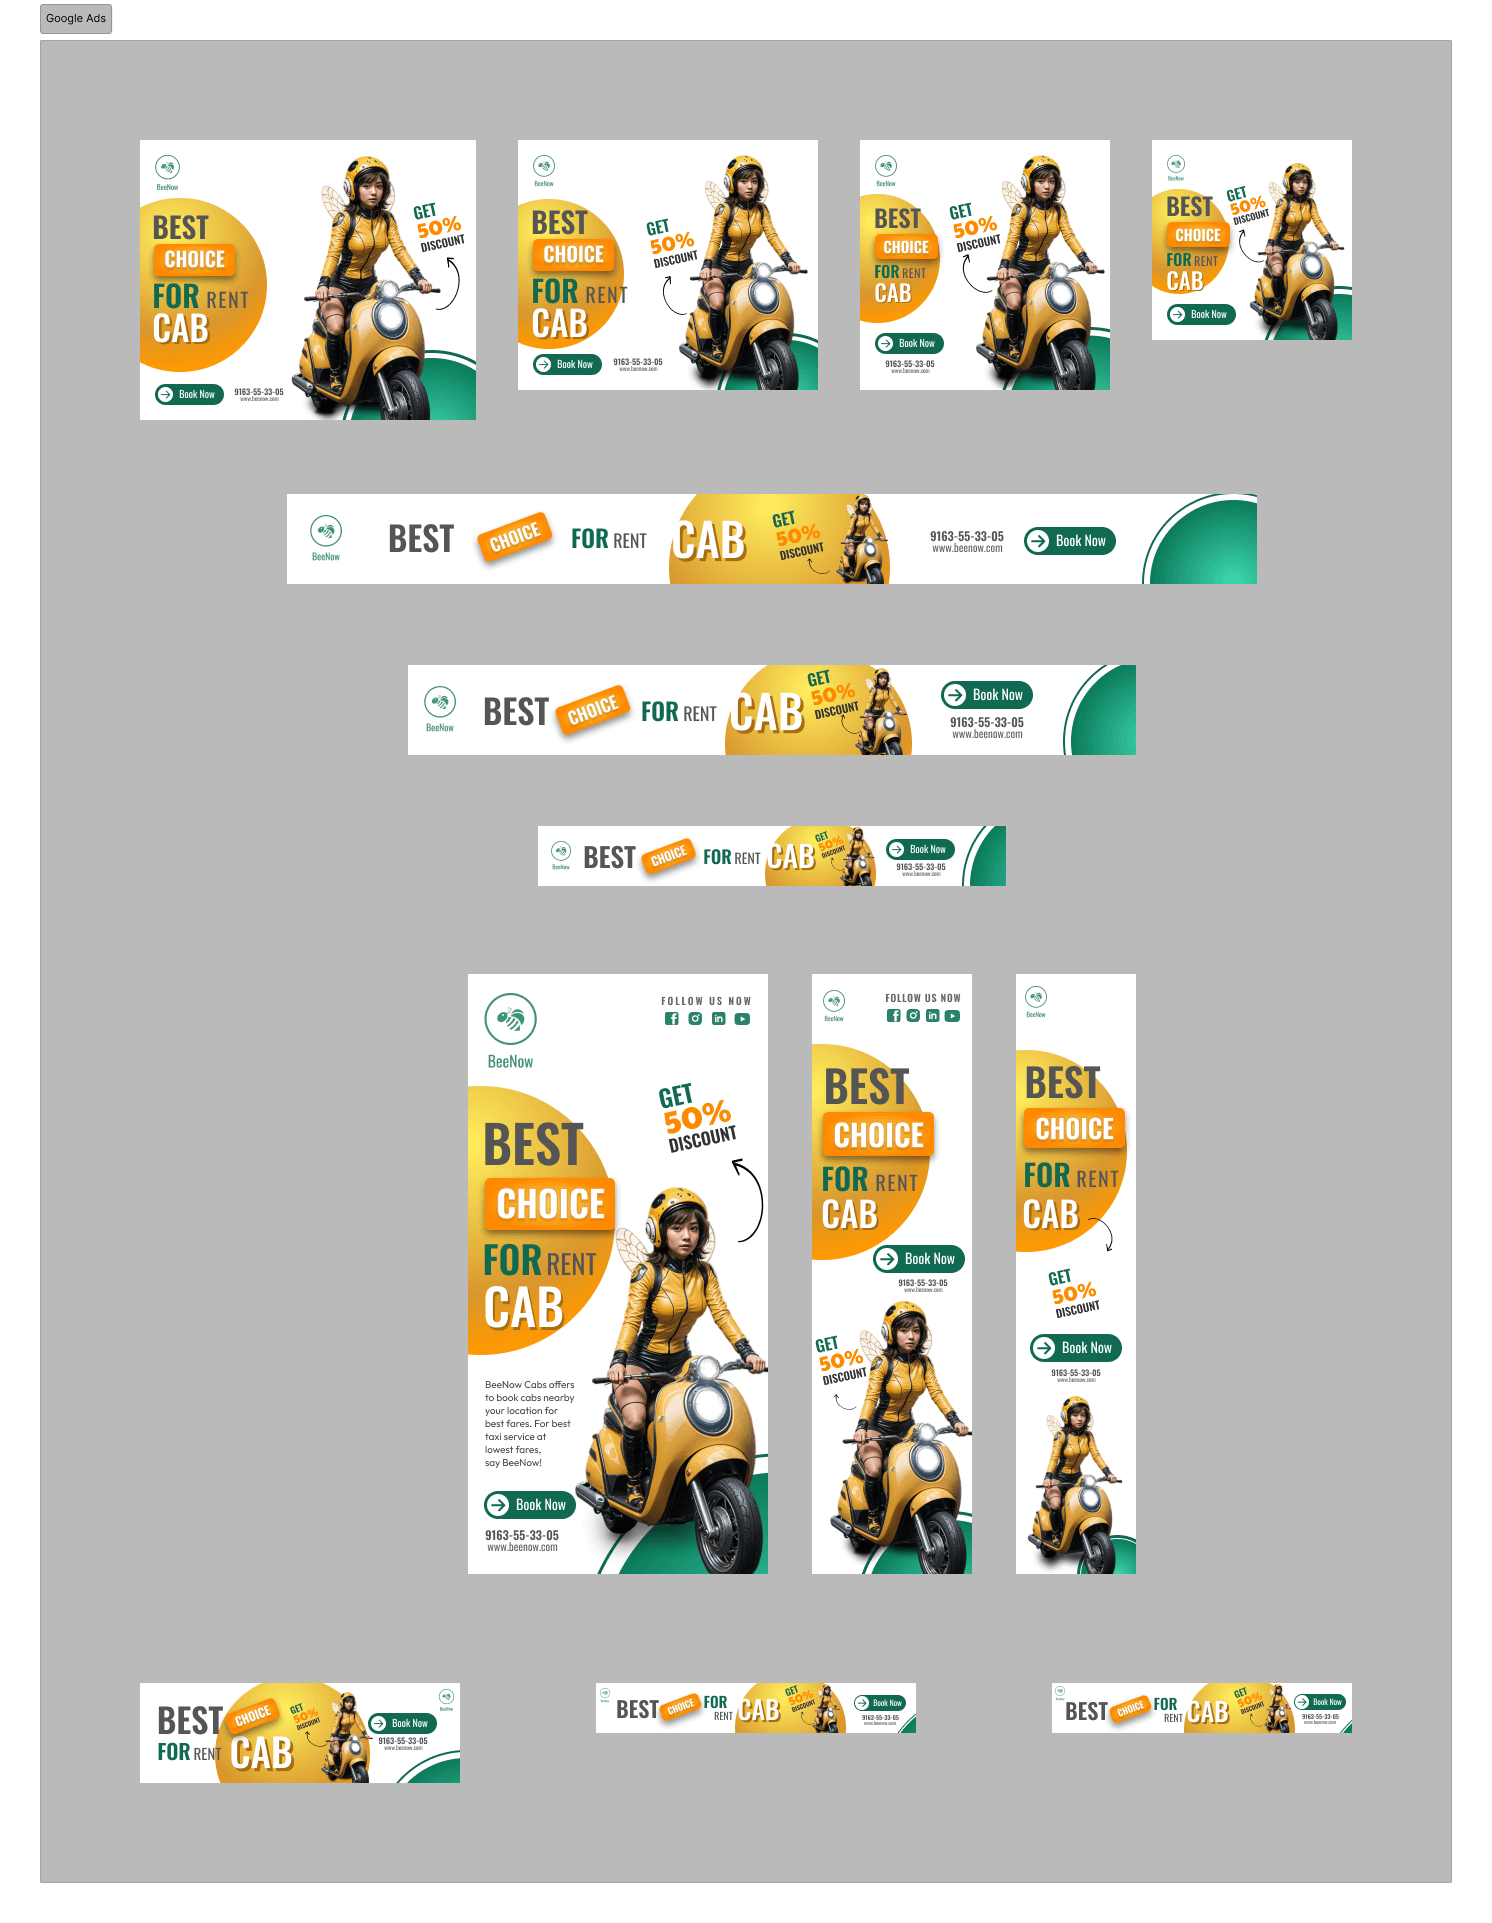 Google Ads
BeeNow
BEST
CHOICE
FOR RENT
CAB
GET
50%
DISCOUNT
Book Now
9163-55-33-05
www.beenow.com
BeeNow
BEST
CHOICE
FOR RENT
CAB
GET
50%
DISCOUNT
Book Now
9163-55-33-05
www.beenow.com
BeeNow
BEST
CHOICE
FOR RENT
CAB
GET
50%
DISCOUNT
Book Now
9163-55-33-05
www.beenow.com
BeeNow
BEST
CHOICE
FOR RENT
CAB
GET
50%
DISCOUNT
Book Now
BeeNow
BEST CHOICE FOR RENT CAB
GET
50%
DISCOUNT
9163-55-33-05
www.beenow.com
Book Now
BeeNow
BEST CHOICE FOR RENT CAB
GET
50%
DISCOUNT
Book Now
9163-55-33-05
www.beenow.com
BeeNow
BEST CHOICE FOR RENT CAB
GET
50%
DISCOUNT
Book Now
9163-55-33-05
www.beenow.com
BeeNow
FOLLOW US NOW
GET
50%
DISCOUNT
BEST
CHOICE
FOR RENT
CAB
BeeNow Cabs offers
to book cabs nearby
your location for
best fares. For best
taxi service at
lowest fares,
say BeeNow!
Book Now
9163-55-33-05
www.beenow.com
BeeNow
FOLLOW US NOW
BEST
CHOICE
FOR RENT
CAB
Book Now
9163-55-33-05
www.beenow.com
GET
50%
DISCOUNT
BeeNow
BEST
CHOICE
FOR RENT
CAB
GET
50%
DISCOUNT
Book Now
9163-55-33-05
www.beenow.com
BEST CHOICE
FOR RENT CAB
GET
50%
DISCOUNT
BeeNow
Book Now
9163-55-33-05
www.beenow.com
BEST CHOICE FOR
RENT
CAB
GET
50%
DISCOUNT
Book Now
9163-55-33-05
www.beenow.com
BEST CHOICE FOR
RENT
CAB
GET
50%
DISCOUNT
Book Now
9163-55-33-05
www.beenow.com